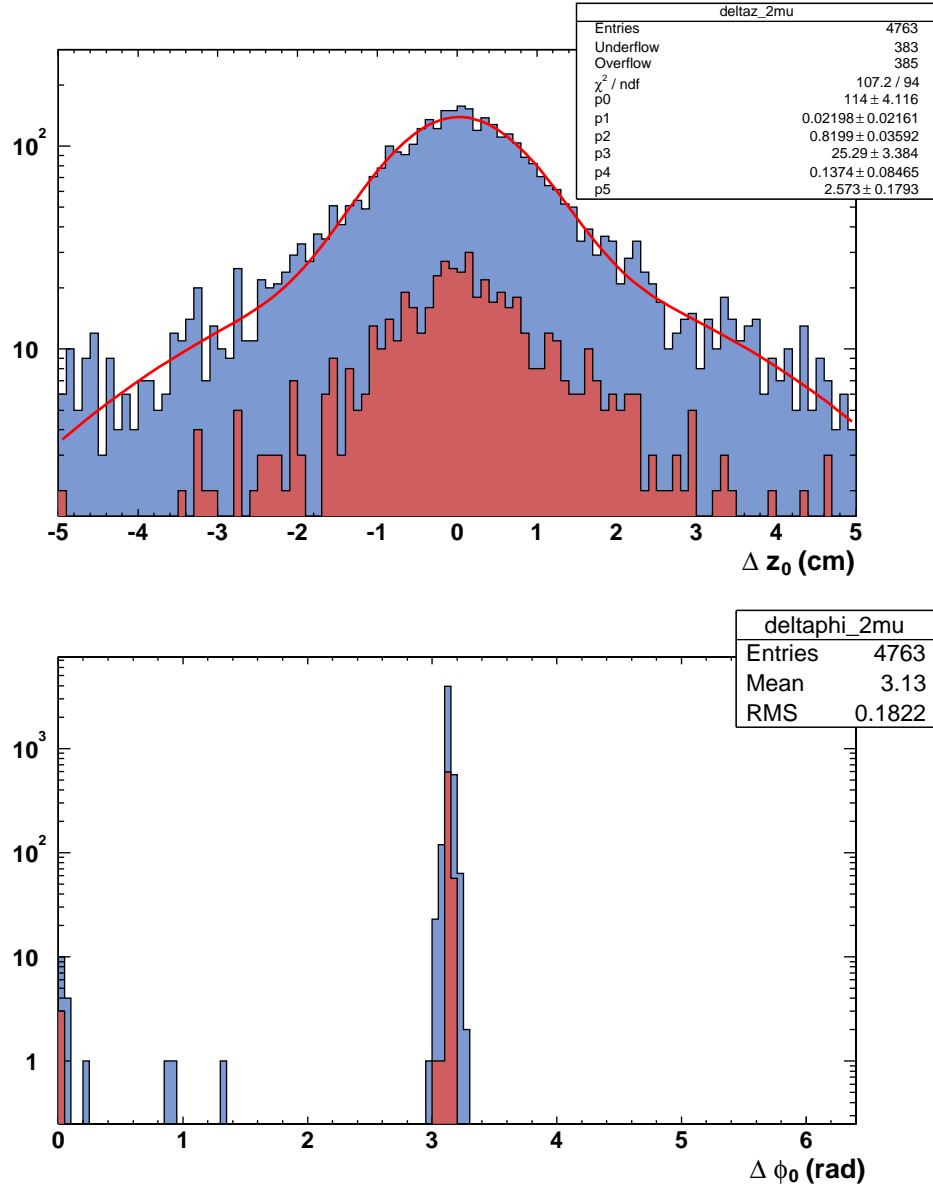 deltaz_2mu
Entries 4763
Underflow 383
Overflow 385
χ² / ndf 107.2 / 94
p0 114 ± 4.116
p1 0.02198 ± 0.02161
p2 0.8199 ± 0.03592
p3 25.29 ± 3.384
p4 0.1374 ± 0.08465
p5 2.573 ± 0.1793
10²
10
-5 -4 -3 -2 -1 0 1 2 3 4 5
Δ z₀ (cm)
deltaphi_2mu
Entries 4763
Mean 3.13
RMS 0.1822
10³
10²
10
1
0 1 2 3 4 5 6
Δ ϕ₀ (rad)